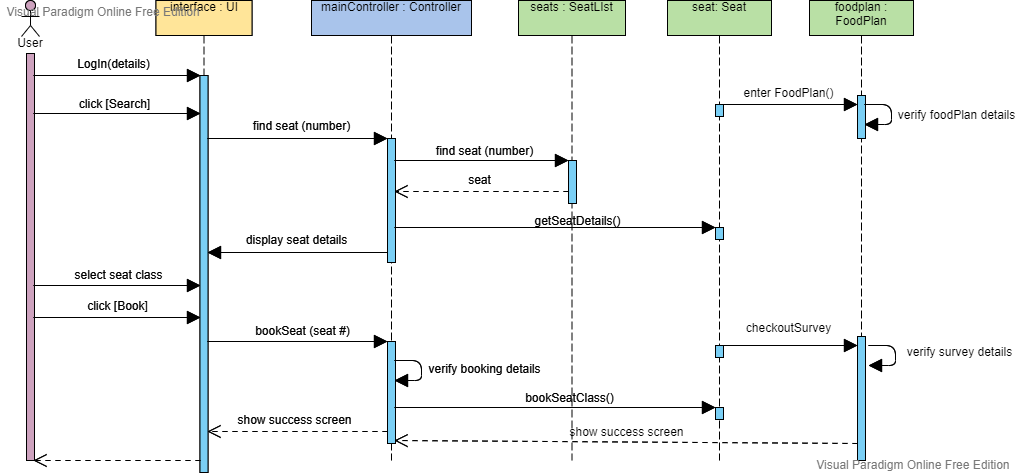 Visual Paradigm Online Free Edition
interface : UI
mainController : Controller
seats : SeatList
seat: Seat
foodplan :
FoodPlan
User
LogIn(details)
click [Search]
enter FoodPlan()
verify foodPlan details
find seat (number)
find seat (number)
seat
getSeatDetails()
display seat details
select seat class
click [Book]
bookSeat (seat #)
checkoutSurvey
verify survey details
verify booking details
bookSeatClass()
show success screen
show success screen
Visual Paradigm Online Free Edition